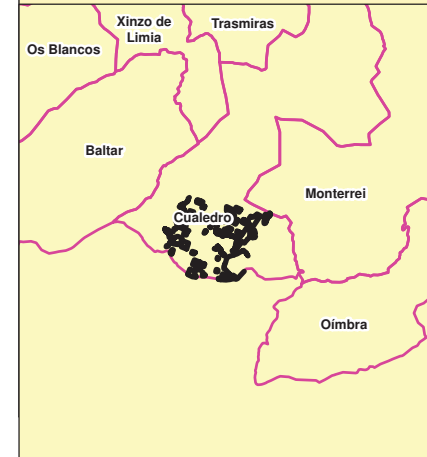 Xinzo de
Limia
Trasmiras
Os Blancos
Baltar
Monterrei
Cualedro
Oímbra